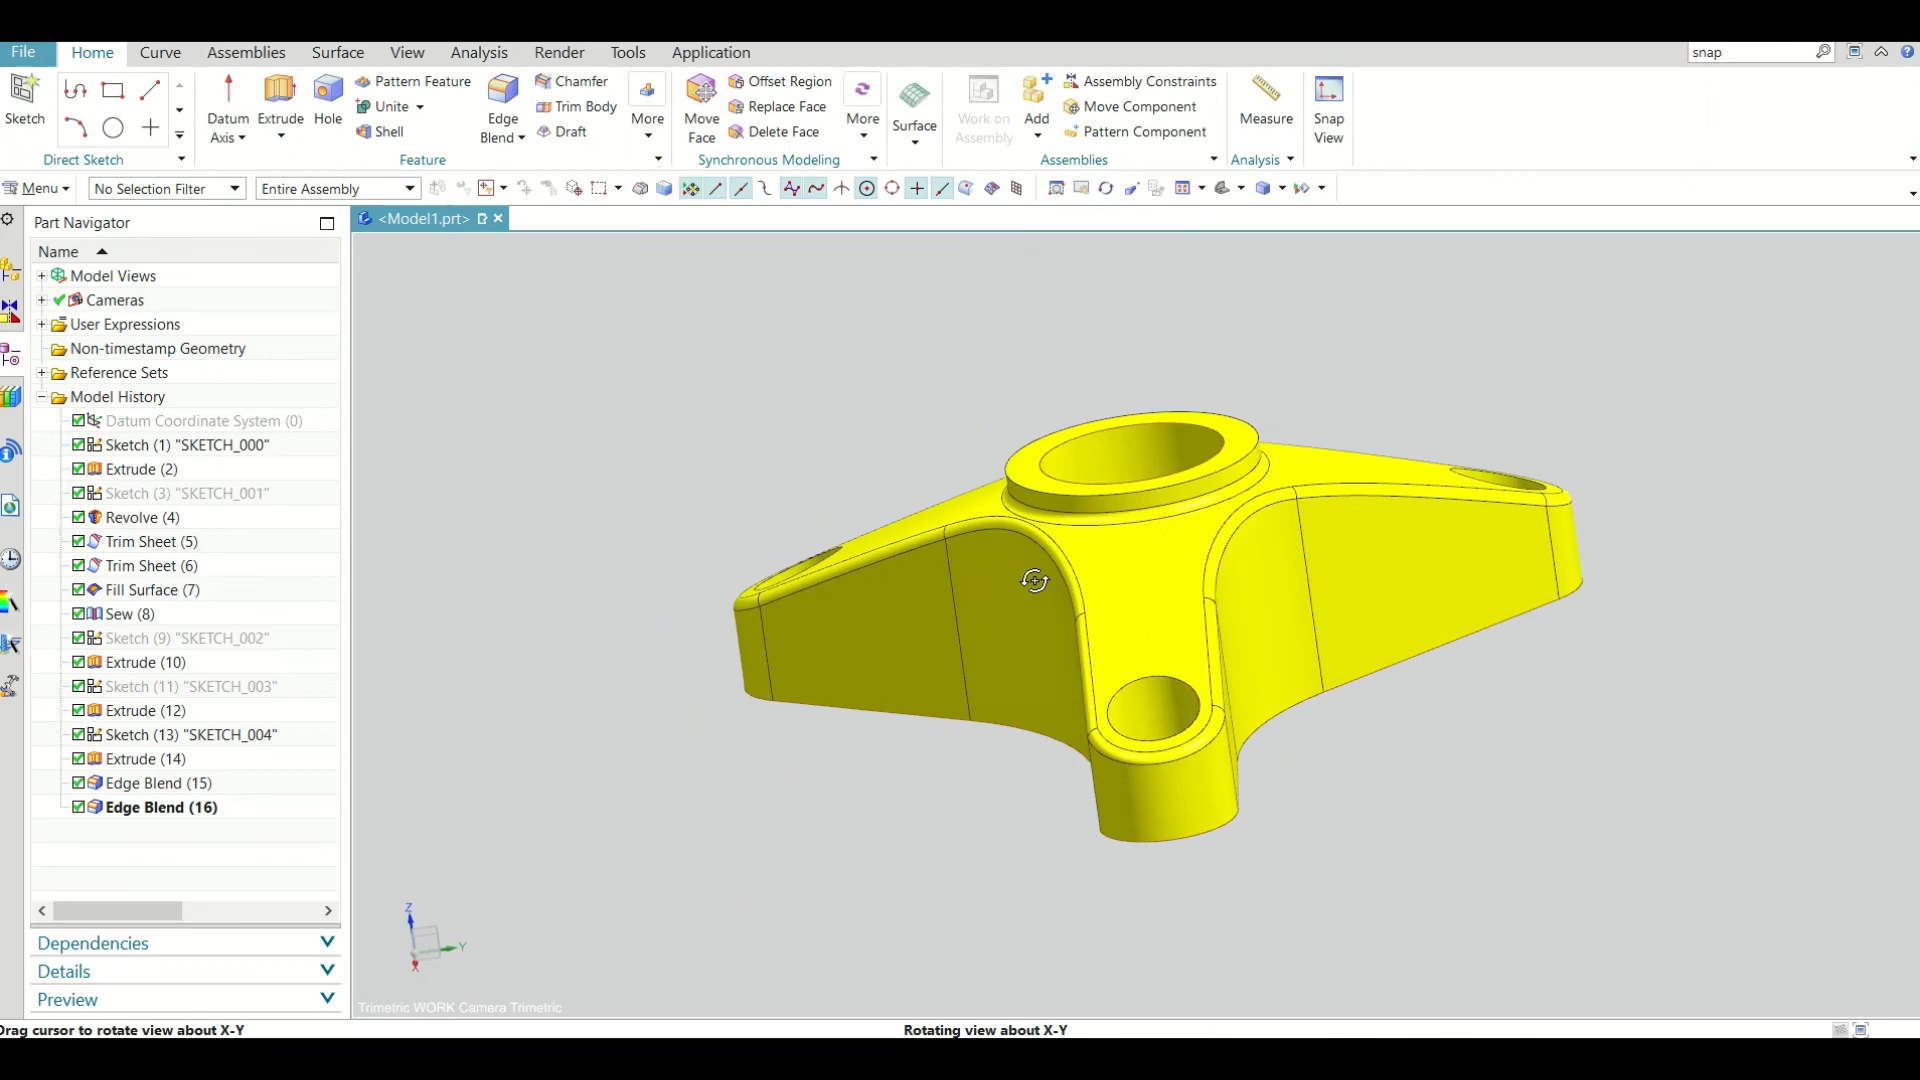 File Home Curve Assemblies Surface View Analysis Render Tools Application snap
Sketch
Direct Sketch
Datum Axis
Extrude
Hole
Pattern Feature
Unite
Shell
Edge Blend
Chamfer
Trim Body
Draft
More
Feature
Move Face
Offset Region
Replace Face
Delete Face
More
Synchronous Modeling
Surface
Work on Assembly
Add
Assembly Constraints
Move Component
Pattern Component
Assemblies
Measure
Analysis
Snap View
Menu No Selection Filter Entire Assembly
Part Navigator
<Model1.prt>
Name
Model Views
Cameras
User Expressions
Non-timestamp Geometry
Reference Sets
Model History
Datum Coordinate System (0)
Sketch (1) "SKETCH_000"
Extrude (2)
Sketch (3) "SKETCH_001"
Revolve (4)
Trim Sheet (5)
Trim Sheet (6)
Fill Surface (7)
Sew (8)
Sketch (9) "SKETCH_002"
Extrude (10)
Sketch (11) "SKETCH_003"
Extrude (12)
Sketch (13) "SKETCH_004"
Extrude (14)
Edge Blend (15)
Edge Blend (16)
Dependencies
Details
Preview
Z
Y
X
Trimetric WORK Camera Trimetric
Drag cursor to rotate view about X-Y
Rotating view about X-Y